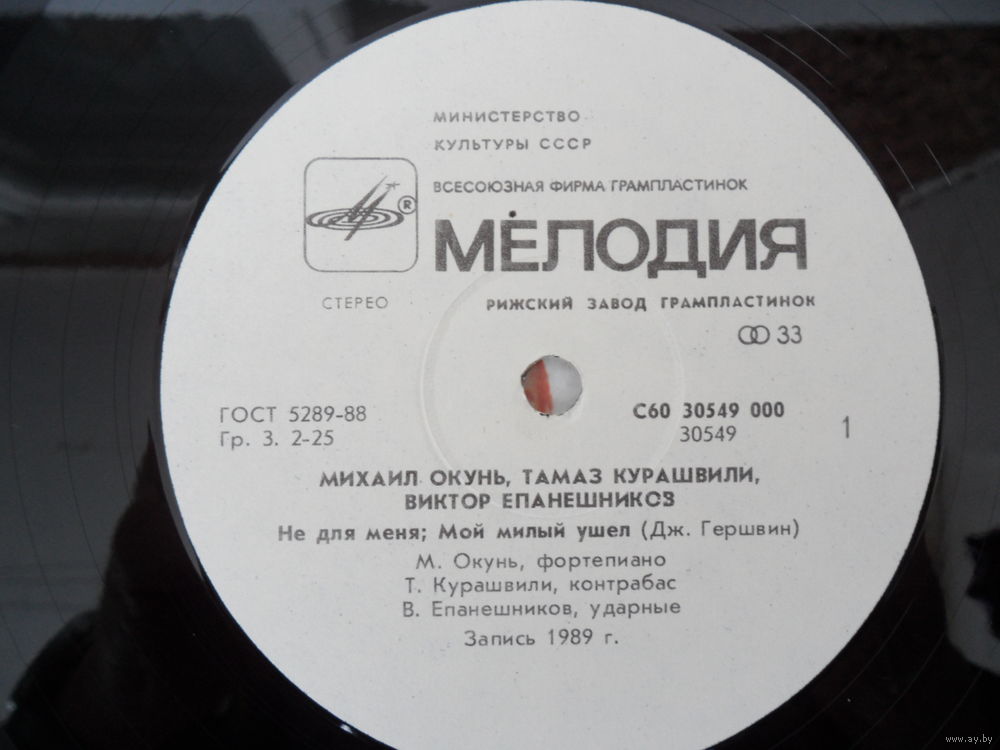 МИНИСТЕРСТВО
КУЛЬТУРЫ СССР
ВСЕСОЮЗНАЯ ФИРМА ГРАМПЛАСТИНОК
®
МЕЛОДИЯ
СТЕРЕО
РИЖСКИЙ ЗАВОД ГРАМПЛАСТИНОК
33
ГОСТ 5289-88
Гр. 3. 2-25
С60 30549 000
30549
1
МИХАИЛ ОКУНЬ, ТАМАЗ КУРАШВИЛИ,
ВИКТОР ЕПАНЕШНИКОВ
Не для меня; Мой милый ушел (Дж. Гершвин)
М. Окунь, фортепиано
Т. Курашвили, контрабас
В. Епанешников, ударные
Запись 1989 г.
www.ay.by